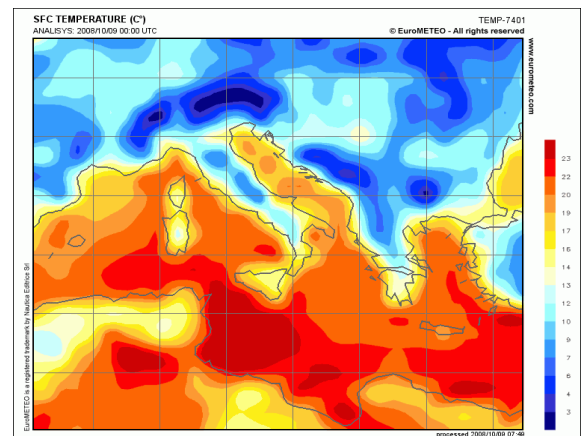 SFC TEMPERATURE (C°)
TEMP-7401
ANALISYS: 2008/10/09 00:00 UTC
© EuroMETEO - All rights reserved
www.eurometeo.com
EuroMETEO is a registered trademark by Nautica Editrice Srl
23
22
20
19
17
16
14
13
12
10
9
7
6
4
3
processed 2008/10/09 07:48